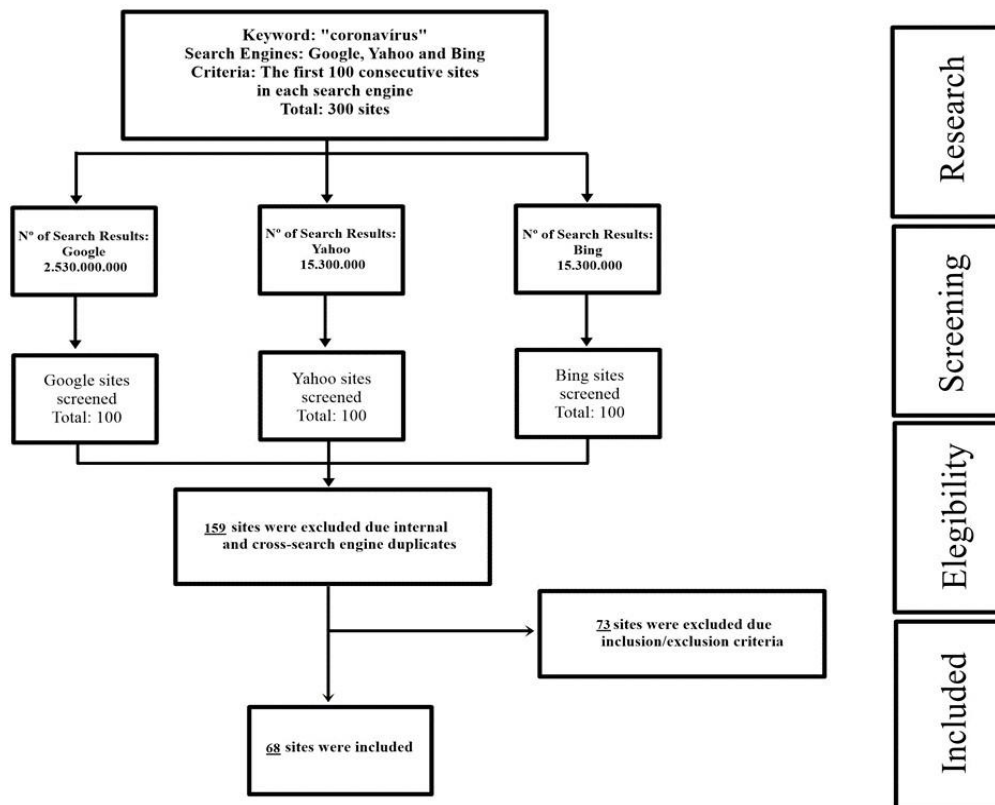 Keyword: "coronavírus"
Search Engines: Google, Yahoo and Bing
Criteria: The first 100 consecutive sites
in each search engine
Total: 300 sites
Nº of Search Results:
Google
2.530.000.000
Nº of Search Results:
Yahoo
15.300.000
Nº of Search Results:
Bing
15.300.000
Google sites
screened
Total: 100
Yahoo sites
screened
Total: 100
Bing sites
screened
Total: 100
159 sites were excluded due internal
and cross-search engine duplicates
73 sites were excluded due
inclusion/exclusion criteria
68 sites were included
Research
Screening
Elegibility
Included